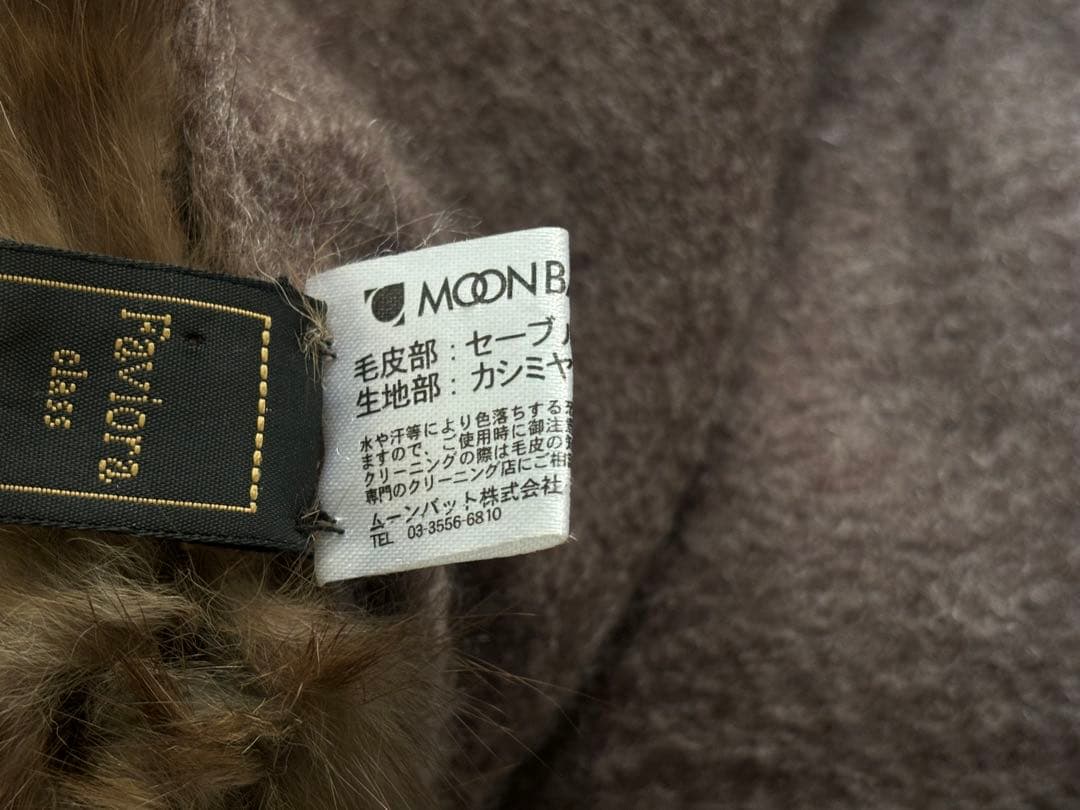 Favlora
class
MOONB
毛皮部：セーブル
生地部：カシミヤ
水や汗等により色落ちする
ますので、ご使用時に御注
クリーニングの際は毛皮の
専門のクリーニング店にご相
ムーンバット株式会社
TEL 03-3556-6810